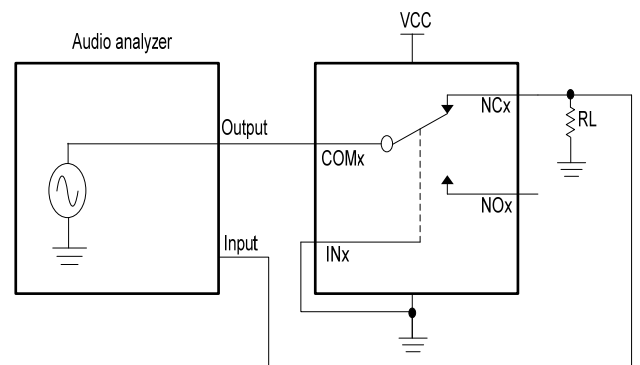 VCC
Audio analyzer
Output
COMx
NCx
RL
NOx
Input
INx